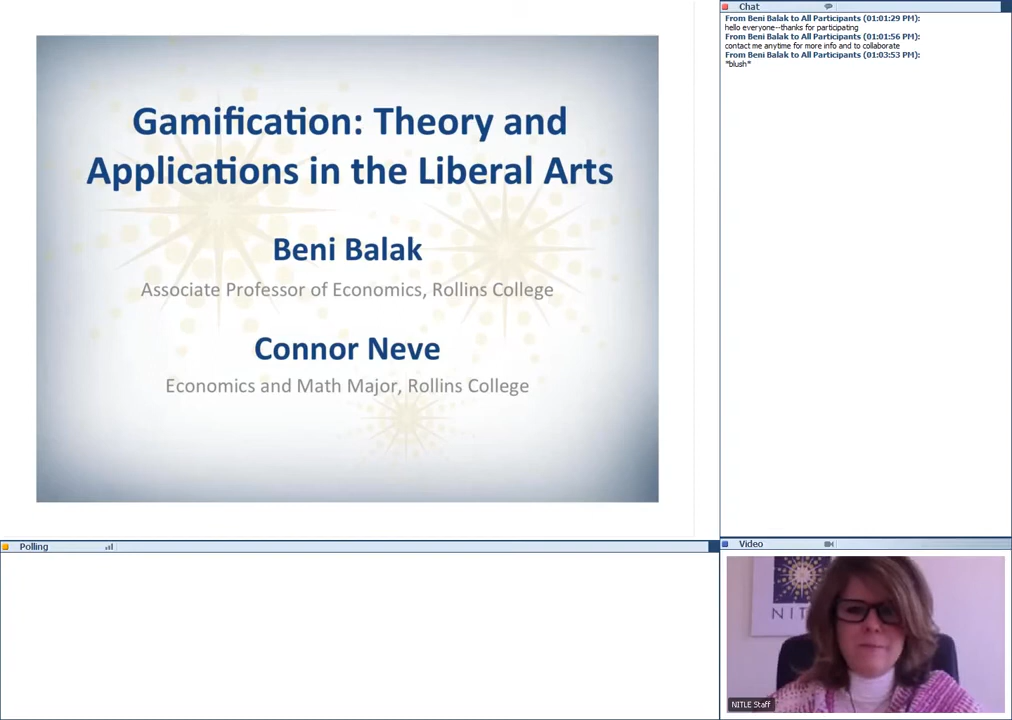 Gamification: Theory and
Applications in the Liberal Arts
Beni Balak
Associate Professor of Economics, Rollins College
Connor Neve
Economics and Math Major, Rollins College
Chat
From Beni Balak to All Participants (01:01:29 PM):
hello everyone--thanks for participating
From Beni Balak to All Participants (01:01:56 PM):
contact me anytime for more info and to collaborate
From Beni Balak to All Participants (01:03:53 PM):
*blush*
Polling
Video
NIT
NITLE Staff